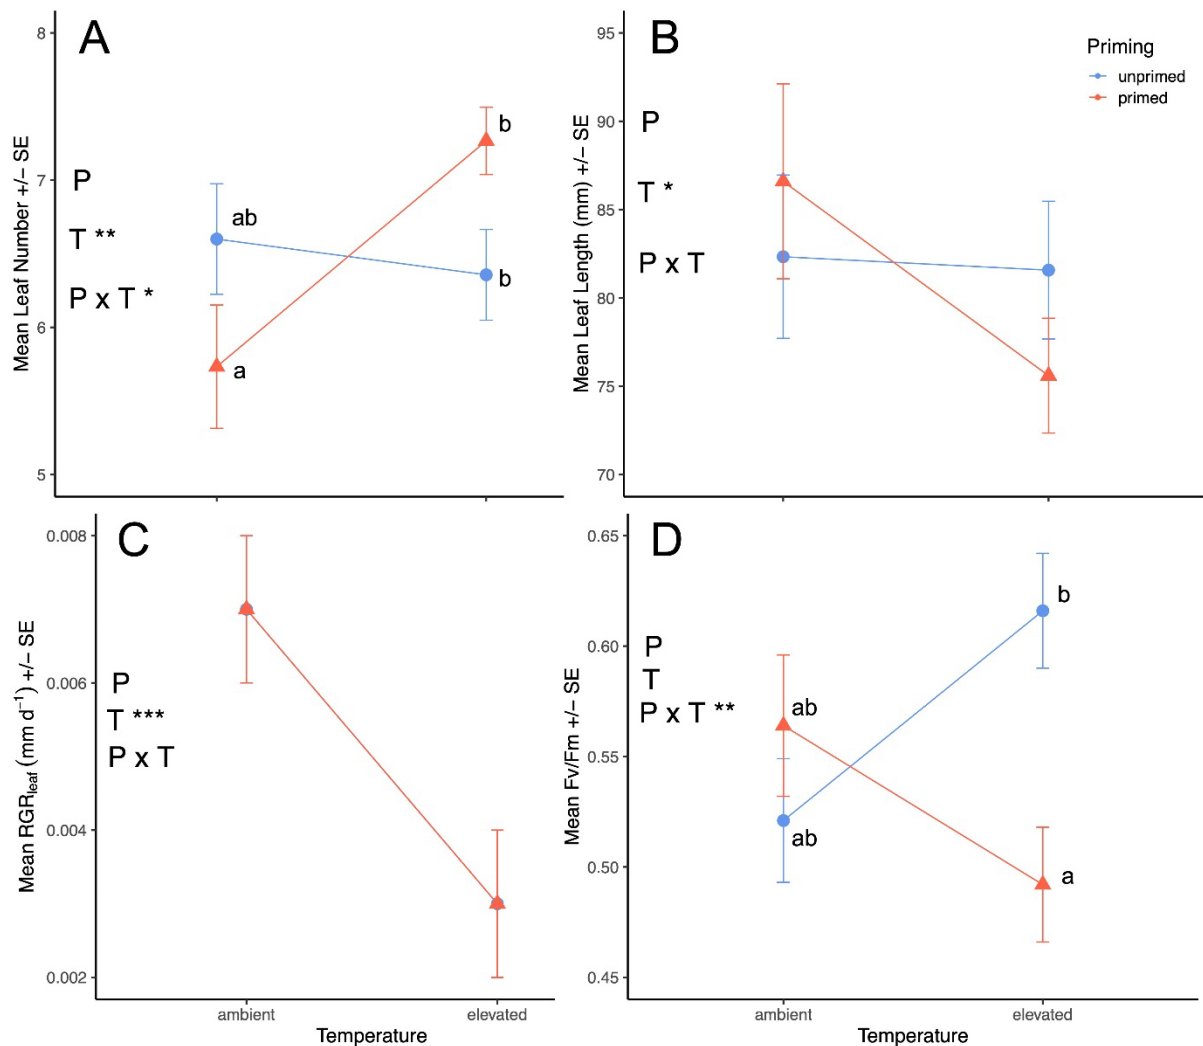 A
8
7
6
5
Mean Leaf Number +/− SE
P
T **
P x T *
ab
a
b
b
B
95
90
85
80
75
70
Mean Leaf Length (mm) +/− SE
P
T *
P x T
Priming
unprimed
primed
C
0.008
0.006
0.004
0.002
Mean RGRleaf (mm d−1) +/− SE
P
T ***
P x T
ambient
elevated
Temperature
D
0.65
0.60
0.55
0.50
0.45
Mean Fv/Fm +/− SE
P
T
P x T **
ab
ab
b
a
ambient
elevated
Temperature